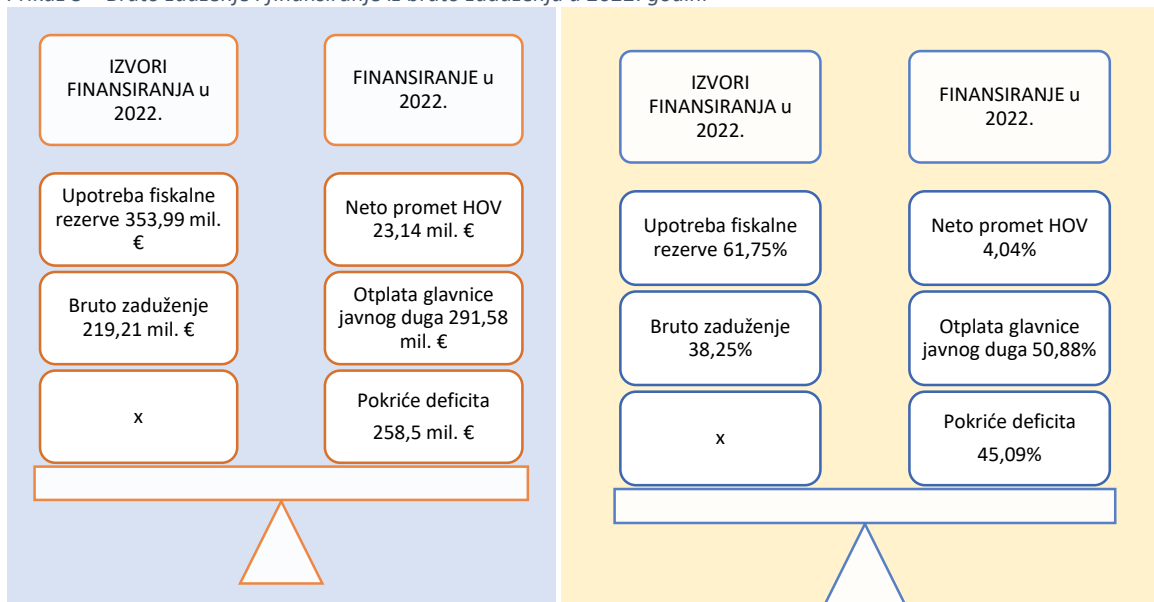 IZVORI
FINANSIRANJA u
2022.
FINANSIRANJE u
2022.
Upotreba fiskalne
rezerve 353,99 mil.
€
Neto promet HOV
23,14 mil. €
Bruto zaduženje
219,21 mil. €
Otplata glavnice
javnog duga 291,58
mil. €
x
Pokriće deficita
258,5 mil. €
IZVORI
FINANSIRANJA u
2022.
FINANSIRANJE u
2022.
Upotreba fiskalne
rezerve 61,75%
Neto promet HOV
4,04%
Bruto zaduženje
38,25%
Otplata glavnice
javnog duga 50,88%
x
Pokriće deficita
45,09%